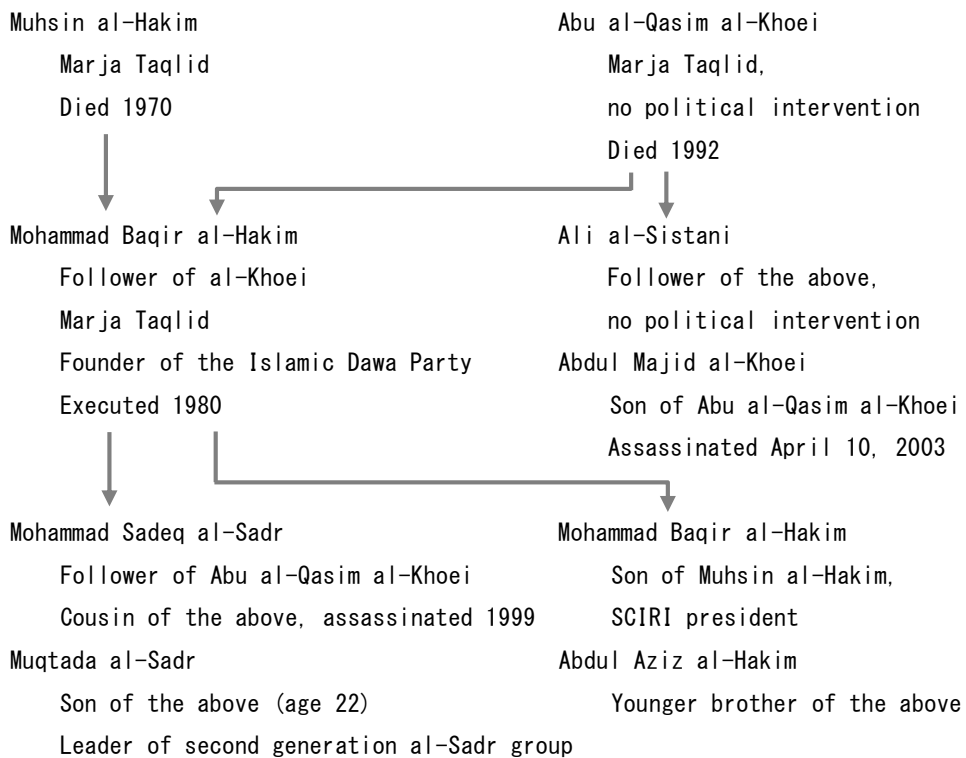 Muhsin al-Hakim
Marja Taqlid
Died 1970
Abu al-Qasim al-Khoei
Marja Taqlid,
no political intervention
Died 1992
Mohammad Baqir al-Hakim
Follower of al-Khoei
Marja Taqlid
Founder of the Islamic Dawa Party
Executed 1980
Ali al-Sistani
Follower of the above,
no political intervention
Abdul Majid al-Khoei
Son of Abu al-Qasim al-Khoei
Assassinated April 10, 2003
Mohammad Sadeq al-Sadr
Follower of Abu al-Qasim al-Khoei
Cousin of the above, assassinated 1999
Muqtada al-Sadr
Son of the above (age 22)
Leader of second generation al-Sadr group
Mohammad Baqir al-Hakim
Son of Muhsin al-Hakim,
SCIRI president
Abdul Aziz al-Hakim
Younger brother of the above